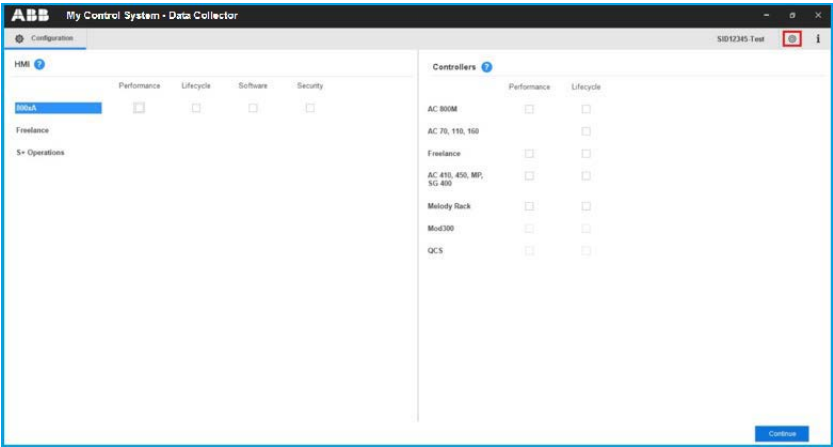 ABB My Control System - Data Collector
Configuration SID12345-Test i
HMI ?
Performance Lifecycle Software Security
800xA
Freelance
S+ Operations
Controllers ?
Performance Lifecycle
AC 800M
AC 70, 110, 160
Freelance
AC 410, 450, MP,
SG 400
Melody Rack
Mod300
QCS
Continue